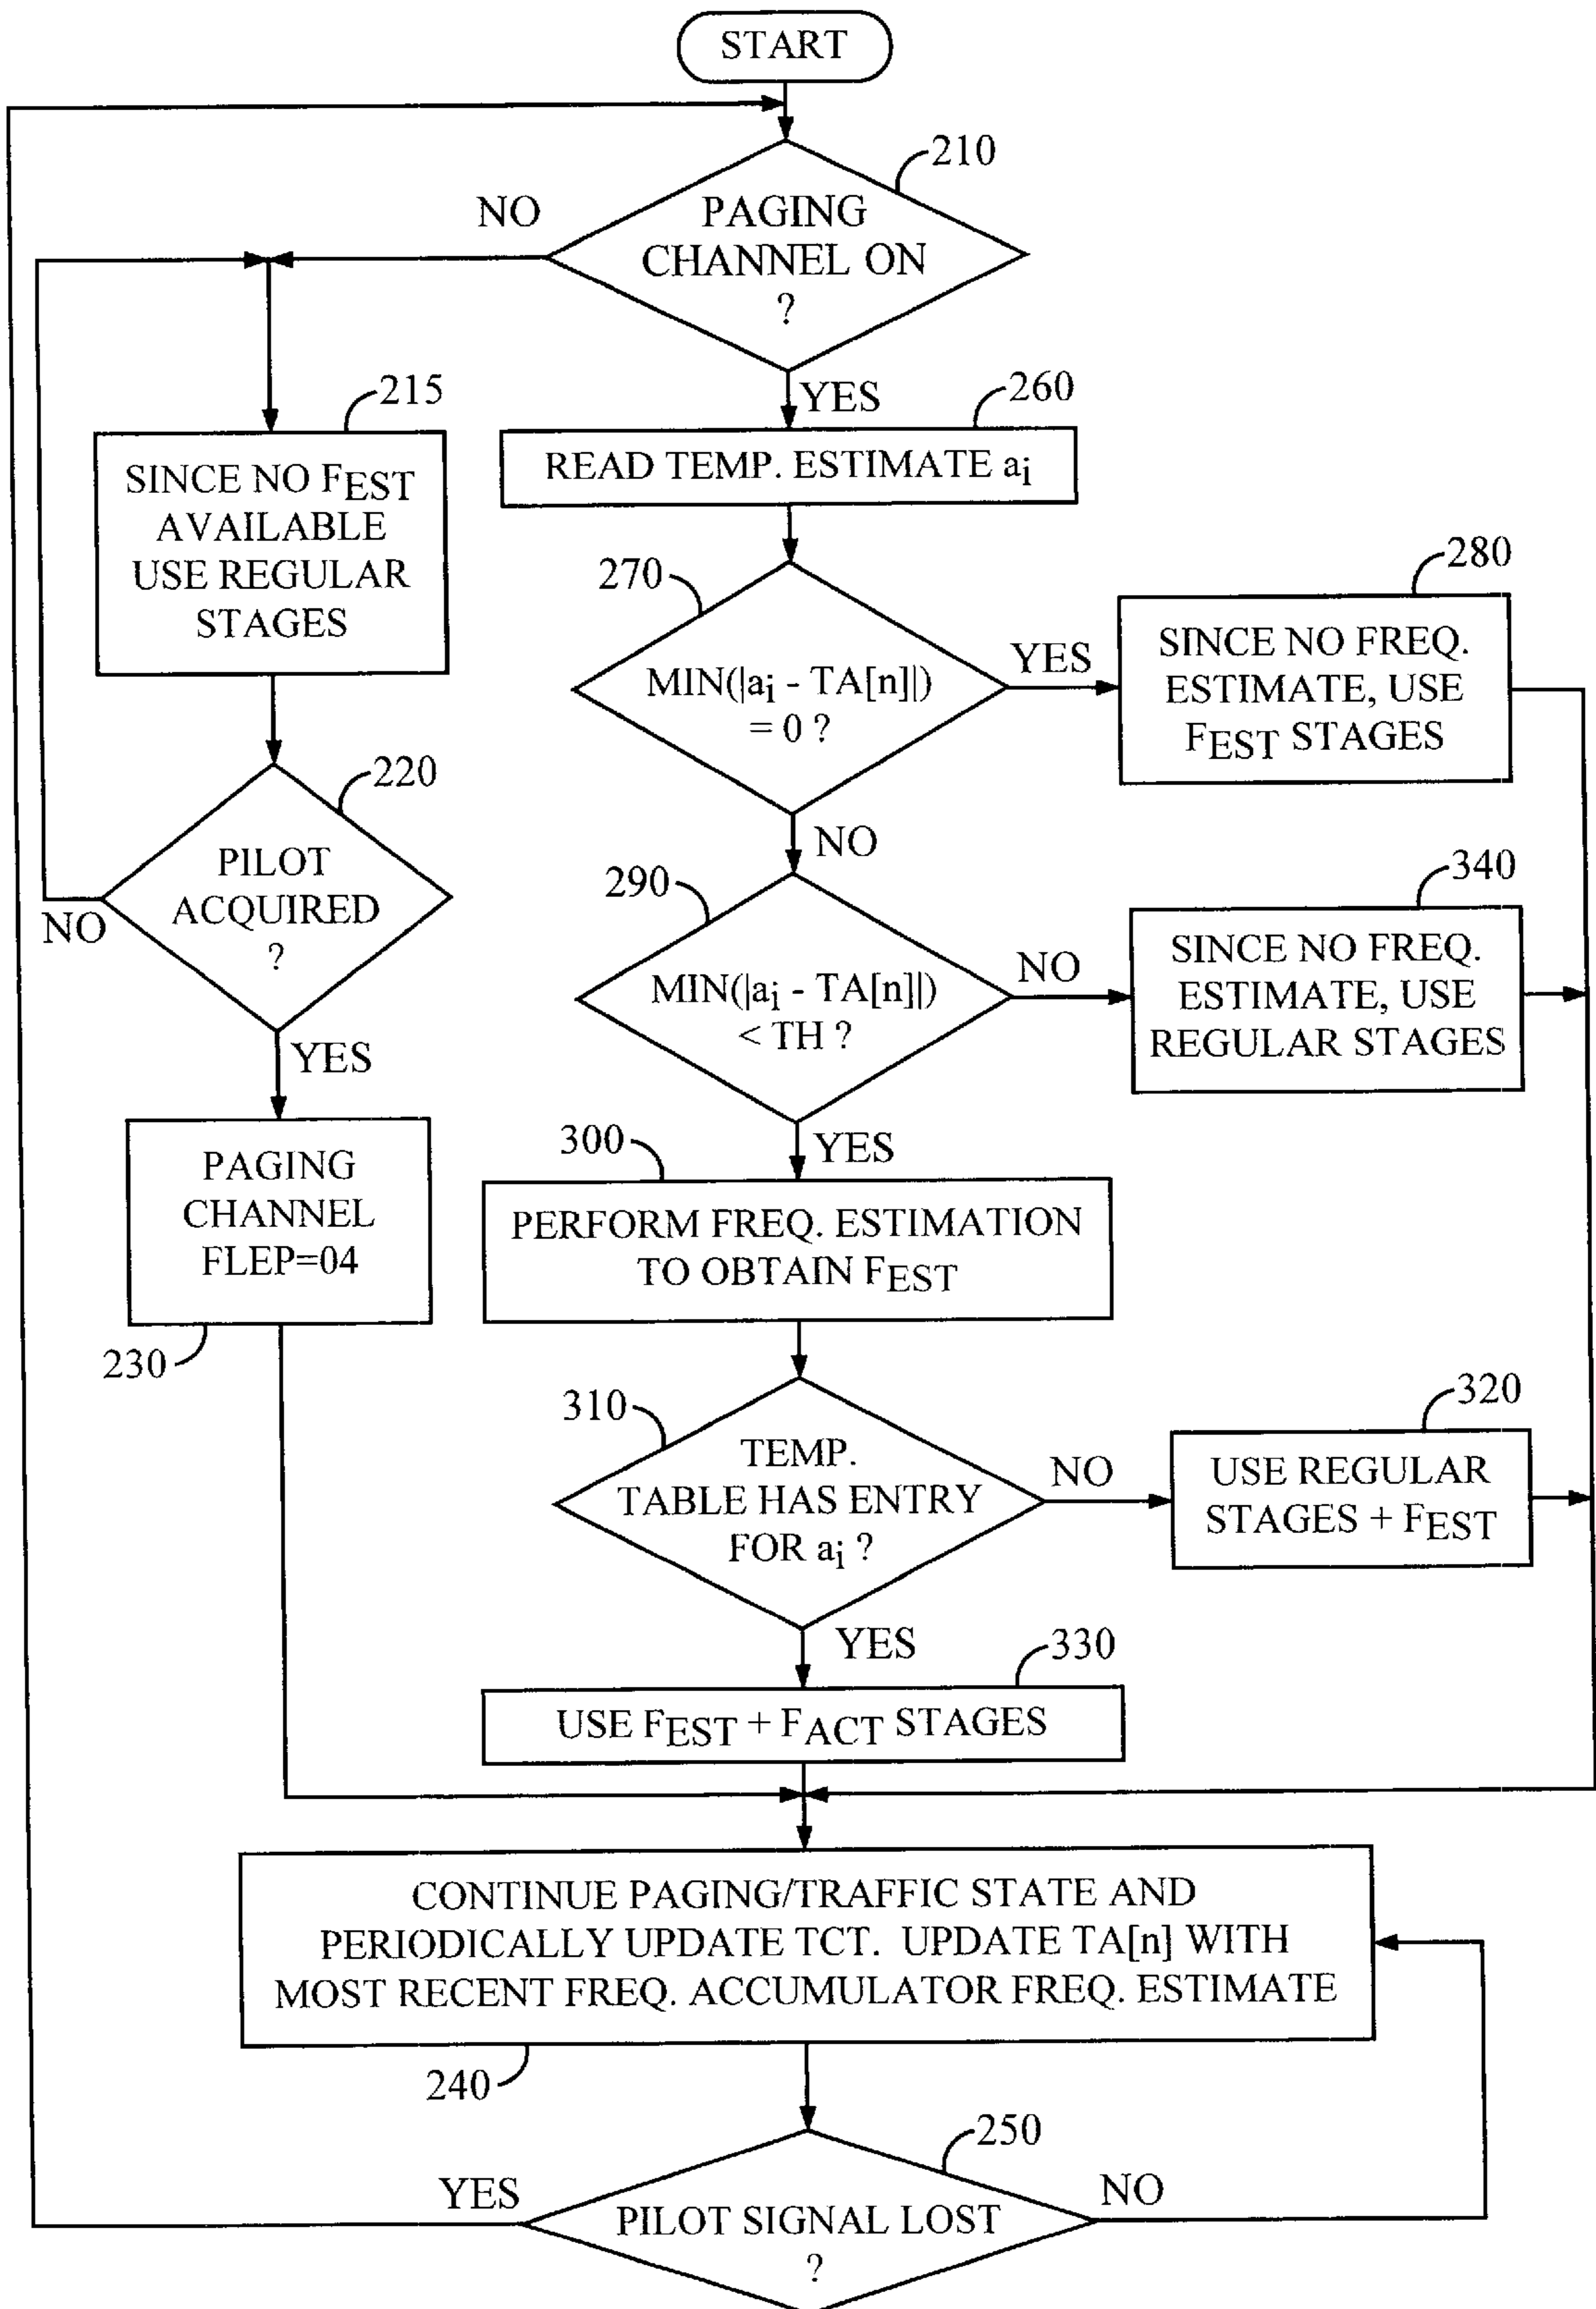 START
210
NO
PAGING
CHANNEL ON
?
YES
215
260
SINCE NO FEST
AVAILABLE
USE REGULAR
STAGES
READ TEMP. ESTIMATE ai
270
280
MIN(|ai - TA[n]|)
= 0 ?
YES
SINCE NO FREQ.
ESTIMATE, USE
FEST STAGES
NO
220
PILOT
ACQUIRED
?
NO
YES
290
340
MIN(|ai - TA[n]|)
< TH ?
NO
SINCE NO FREQ.
ESTIMATE, USE
REGULAR STAGES
YES
PAGING
CHANNEL
FLEP=04
230
300
PERFORM FREQ. ESTIMATION
TO OBTAIN FEST
310
320
TEMP.
TABLE HAS ENTRY
FOR ai ?
NO
USE REGULAR
STAGES + FEST
YES
330
USE FEST + FACT STAGES
CONTINUE PAGING/TRAFFIC STATE AND
PERIODICALLY UPDATE TCT. UPDATE TA[n] WITH
MOST RECENT FREQ. ACCUMULATOR FREQ. ESTIMATE
240
250
YES
NO
PILOT SIGNAL LOST
?